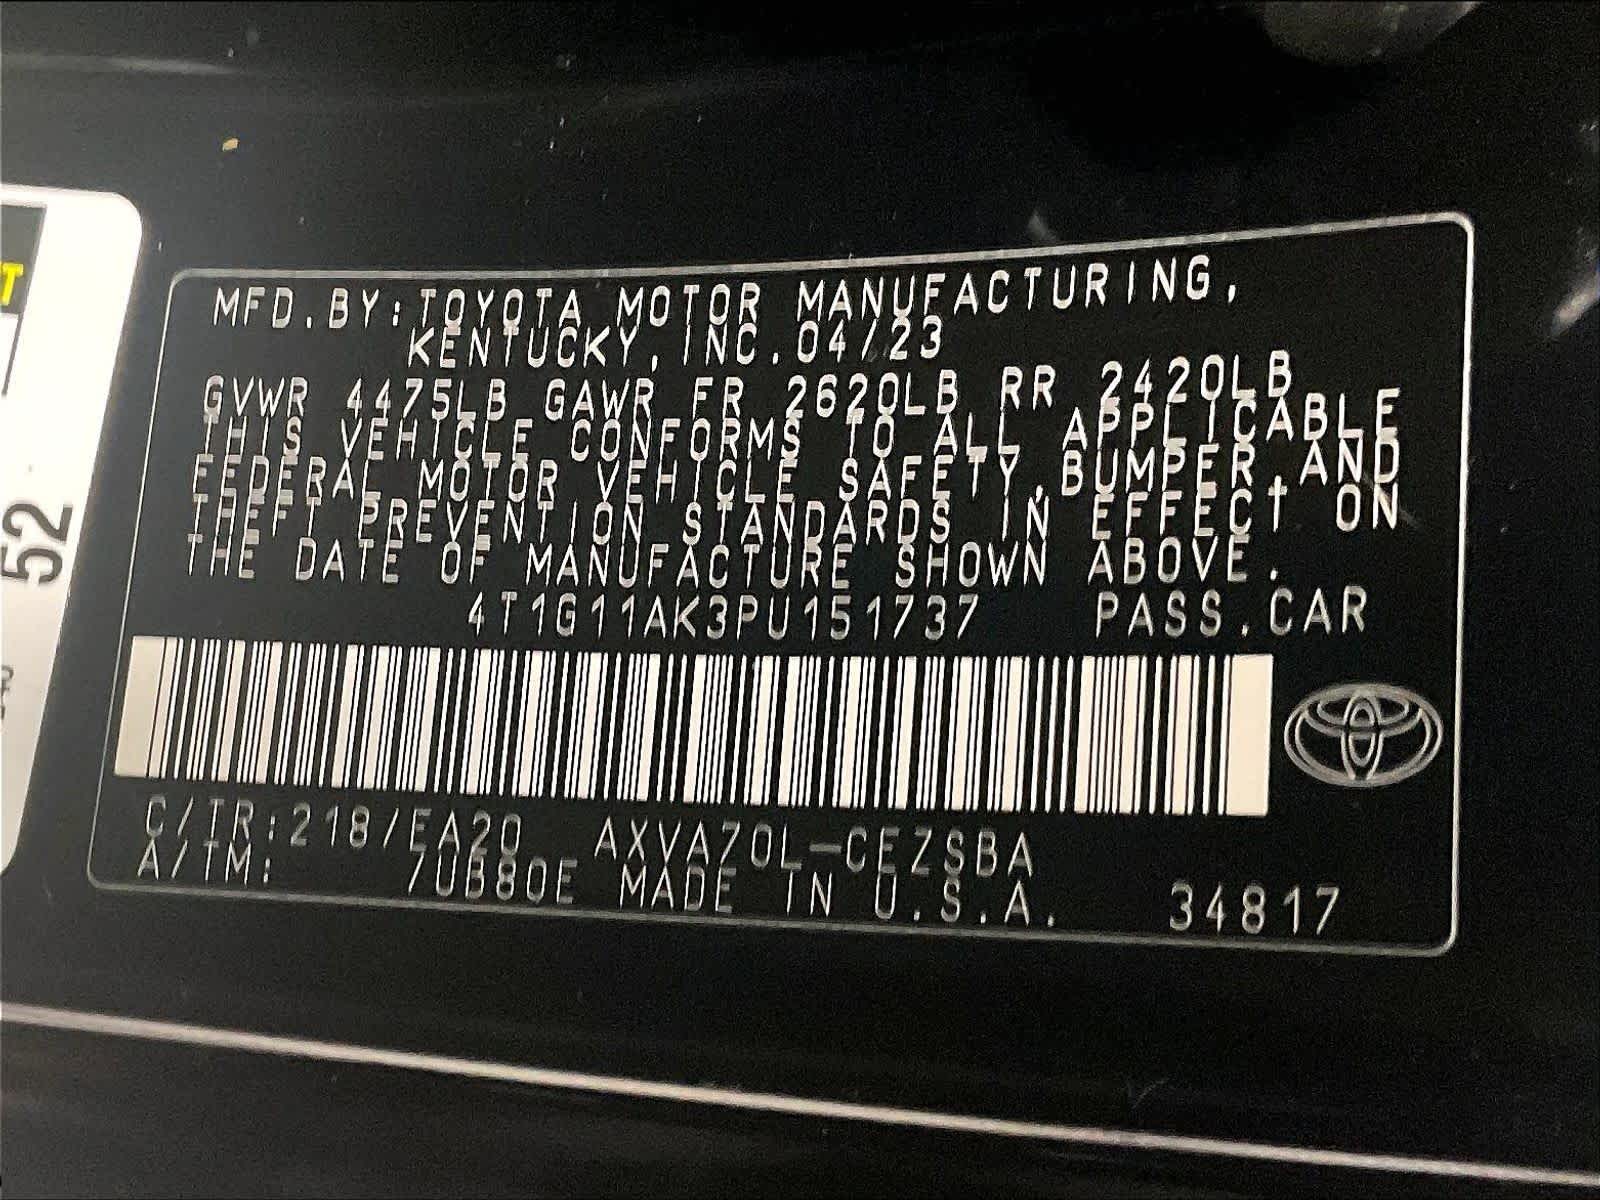 T
52
MFD.BY:TOYOTA MOTOR MANUFACTURING,
KENTUCKY,INC.04/23
GVWR 4475LB GAWR FR 2620LB RR 2420LB
THIS VEHICLE CONFORMS TO ALL APPLICABLE
FEDERAL MOTOR VEHICLE SAFETY,BUMPER,AND
THEFT PREVENTION STANDARDS IN EFFECT ON
THE DATE OF MANUFACTURE SHOWN ABOVE.
4T1G11AK3PU151737 PASS.CAR
C/TR:218/EA20 AXVA70L-CEZSBA
A/TM: /UB80E MADE IN U.S.A. 34817